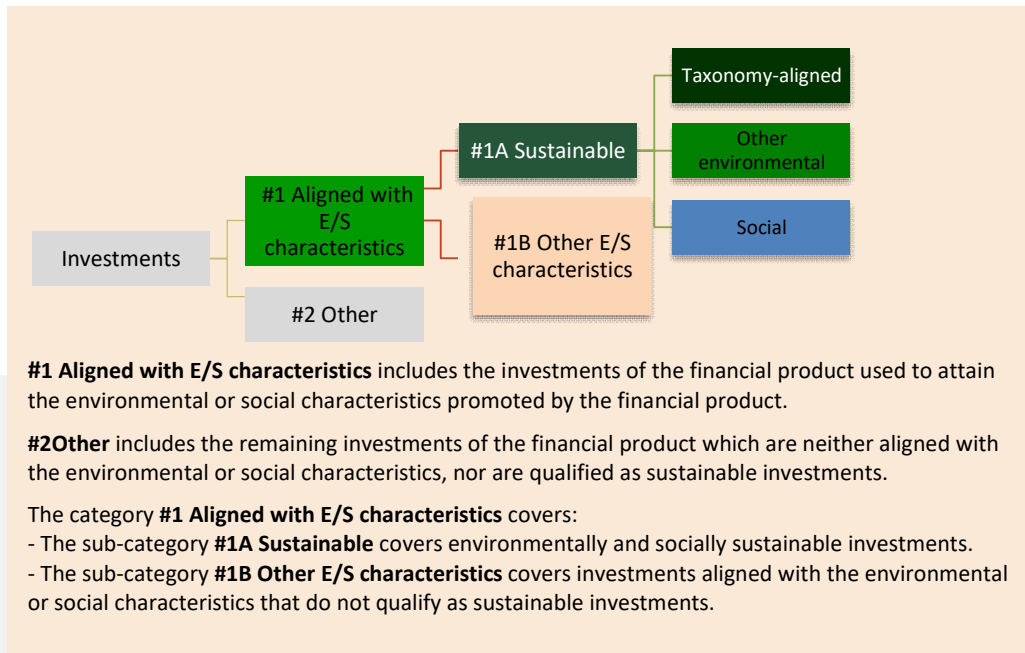 Taxonomy-aligned
#1A Sustainable
Other
environmental
#1 Aligned with
E/S
characteristics
Social
#1B Other E/S
characteristics
Investments
#2 Other
#1 Aligned with E/S characteristics includes the investments of the financial product used to attain
the environmental or social characteristics promoted by the financial product.
#2Other includes the remaining investments of the financial product which are neither aligned with
the environmental or social characteristics, nor are qualified as sustainable investments.
The category #1 Aligned with E/S characteristics covers:
- The sub-category #1A Sustainable covers environmentally and socially sustainable investments.
- The sub-category #1B Other E/S characteristics covers investments aligned with the environmental
or social characteristics that do not qualify as sustainable investments.